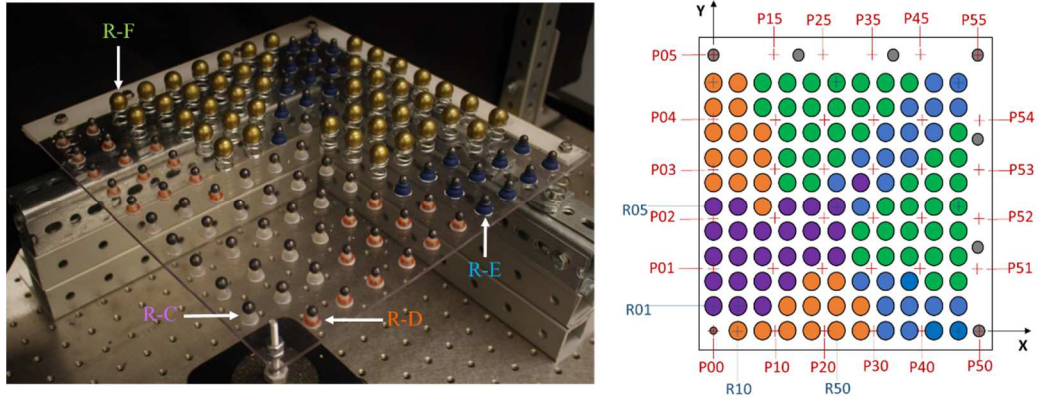 R-F
R-C
R-D
R-E
Y
P15 P25 P35 P45 P55
P05
P04 P54
P03 P53
R05
P02 P52
P01 P51
R01
X
P00 P10 P20 P30 P40 P50
R10 R50